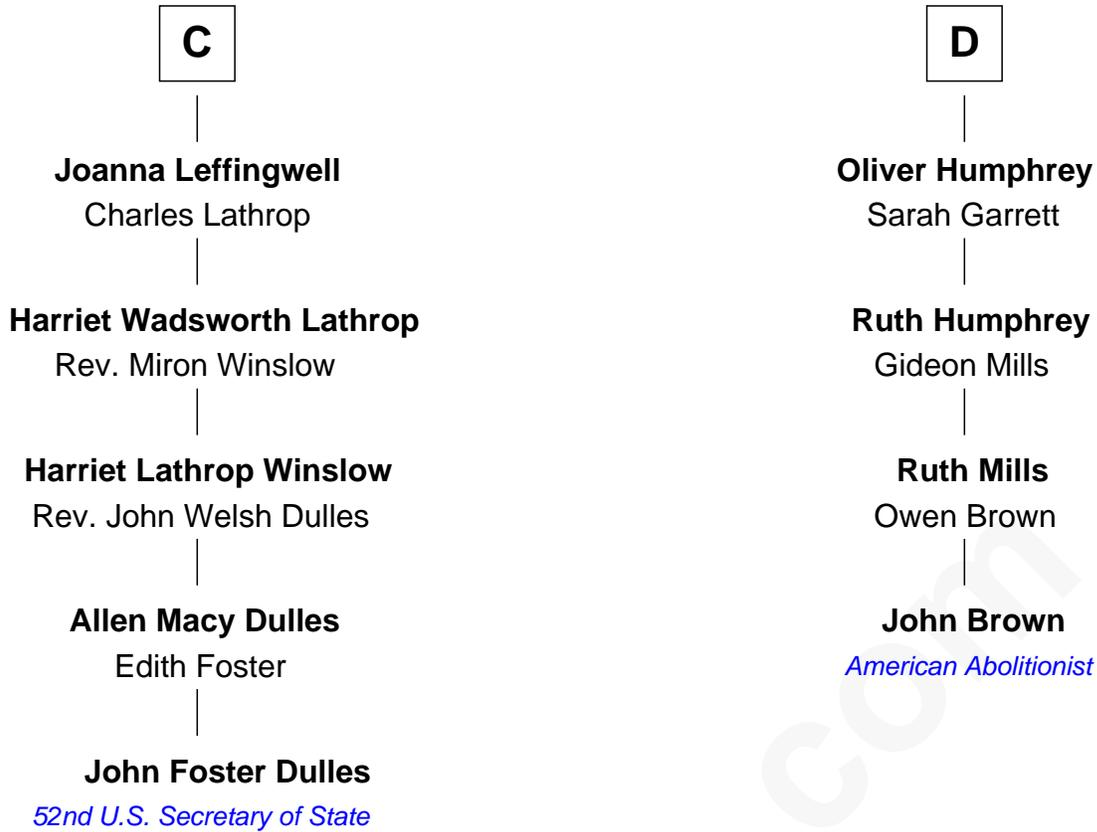 C
Joanna Leffingwell
Charles Lathrop
Harriet Wadsworth Lathrop
Rev. Miron Winslow
Harriet Lathrop Winslow
Rev. John Welsh Dulles
Allen Macy Dulles
Edith Foster
John Foster Dulles
52nd U.S. Secretary of State
D
Oliver Humphrey
Sarah Garrett
Ruth Humphrey
Gideon Mills
Ruth Mills
Owen Brown
John Brown
American Abolitionist
com